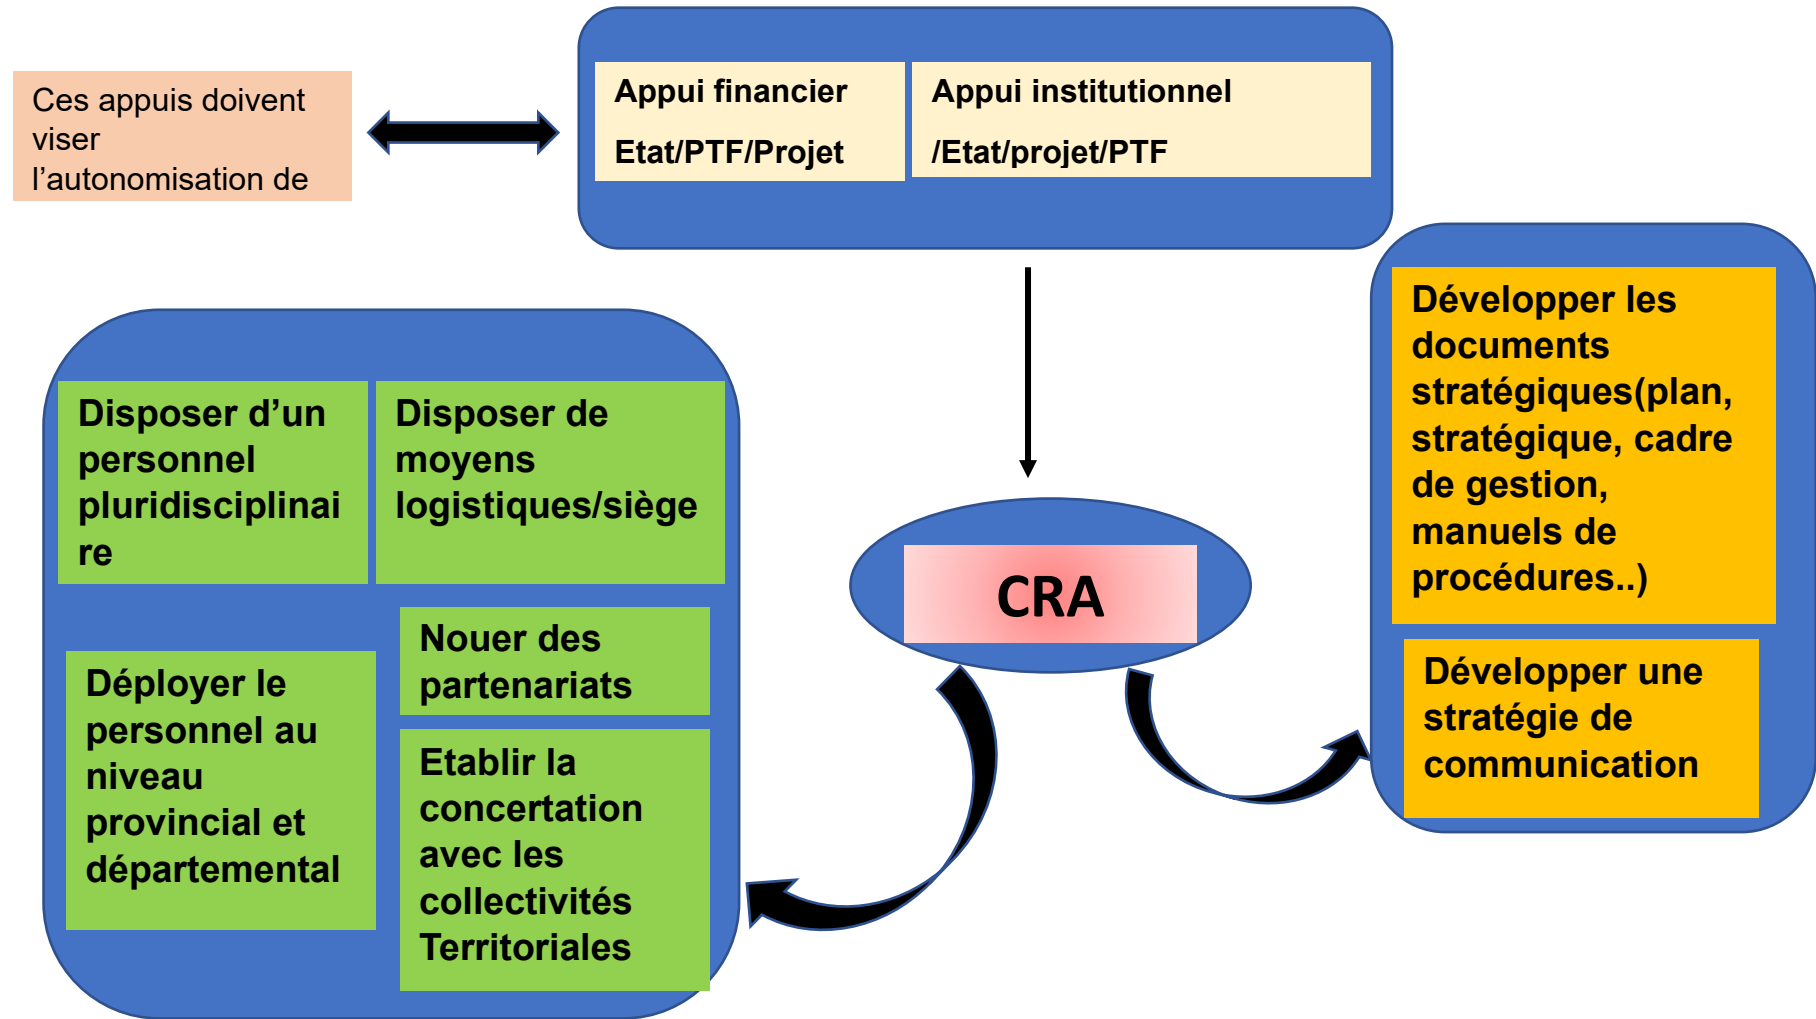 Ces appuis doivent
viser
l’autonomisation de
Appui financier
Etat/PTF/Projet
Appui institutionnel
/Etat/projet/PTF
Disposer d’un
personnel
pluridisciplinai
re
Disposer de
moyens
logistiques/siège
Déployer le
personnel au
niveau
provincial et
départemental
Nouer des
partenariats
Etablir la
concertation
avec les
collectivités
Territoriales
CRA
Développer les
documents
stratégiques(plan,
stratégique, cadre
de gestion,
manuels de
procédures..)
Développer une
stratégie de
communication